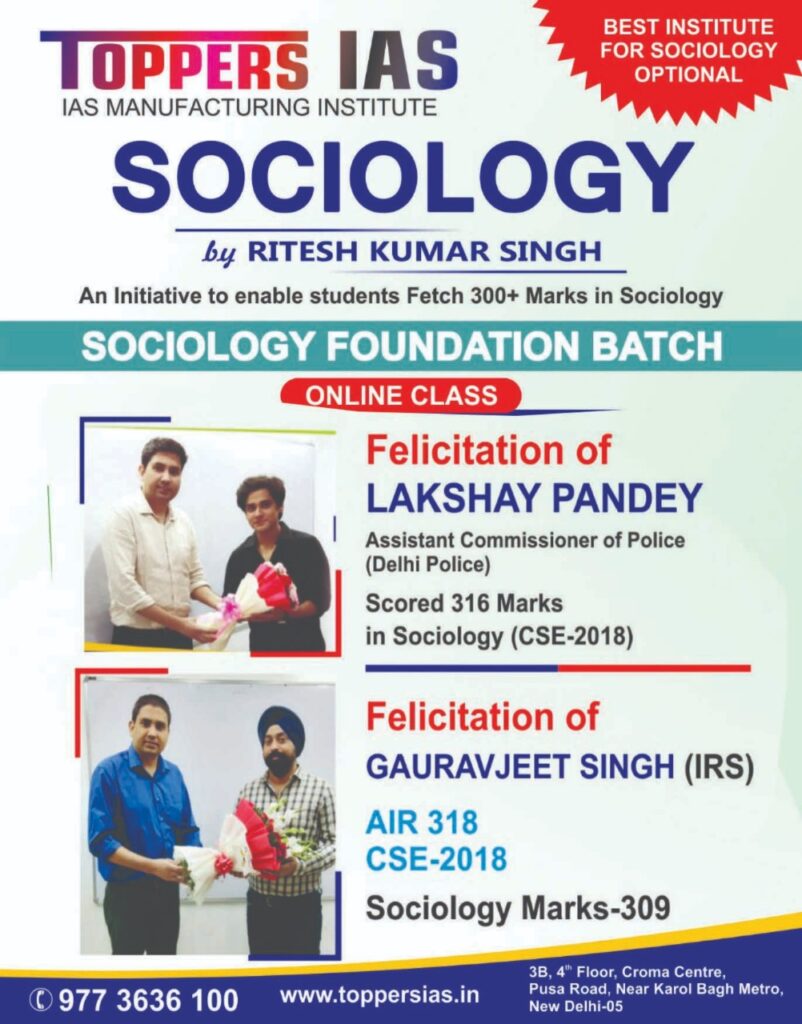 TOPPERS IAS
IAS MANUFACTURING INSTITUTE
BEST INSTITUTE
FOR SOCIOLOGY
OPTIONAL
SOCIOLOGY
by RITESH KUMAR SINGH
An Initiative to enable students Fetch 300+ Marks in Sociology
SOCIOLOGY FOUNDATION BATCH
ONLINE CLASS
Felicitation of
LAKSHAY PANDEY
Assistant Commissioner of Police
(Delhi Police)
Scored 316 Marks
in Sociology (CSE-2018)
Felicitation of
GAURAVJEET SINGH (IRS)
AIR 318
CSE-2018
Sociology Marks-309
977 3636 100
www.toppersias.in
3B, 4th Floor, Croma Centre,
Pusa Road, Near Karol Bagh Metro,
New Delhi-05